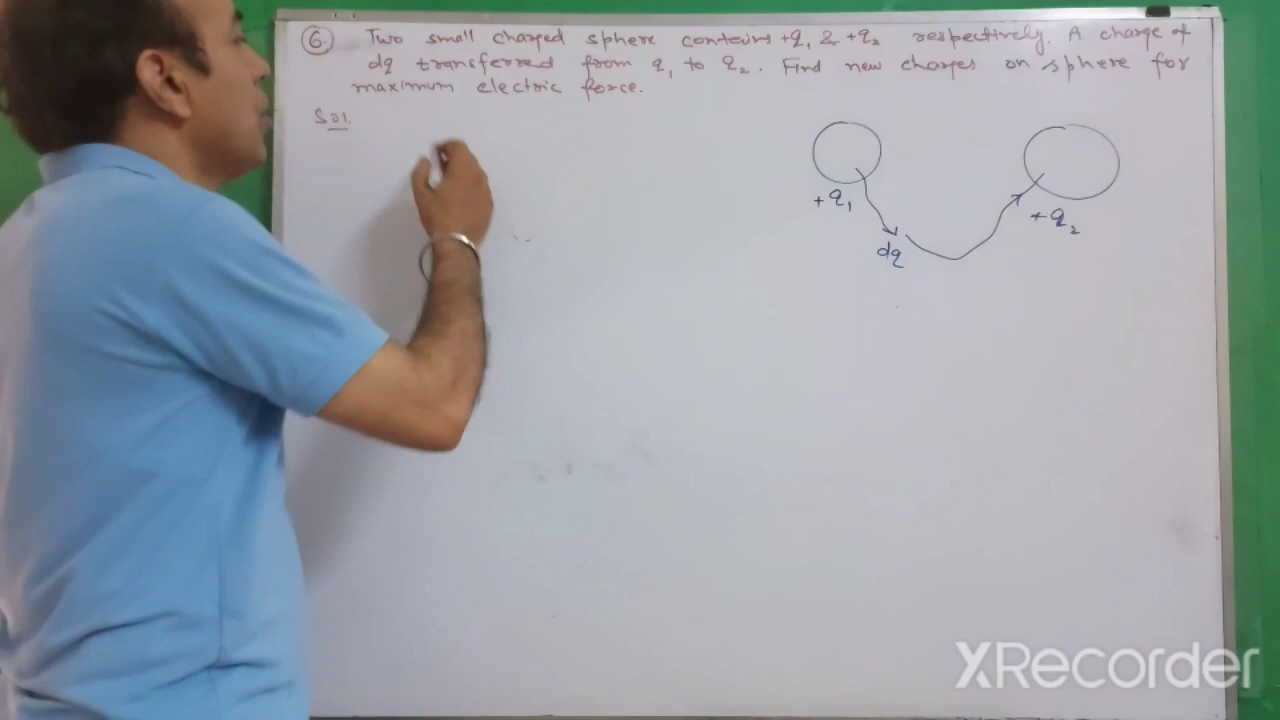 6. Two small charged sphere contains +q₁ & +q₂ respectively. A charge of
dq transferred from q₁ to q₂. Find new charges on sphere for
maximum electric force.
Sol.
+q₁
+q₂
dq
XRecorder